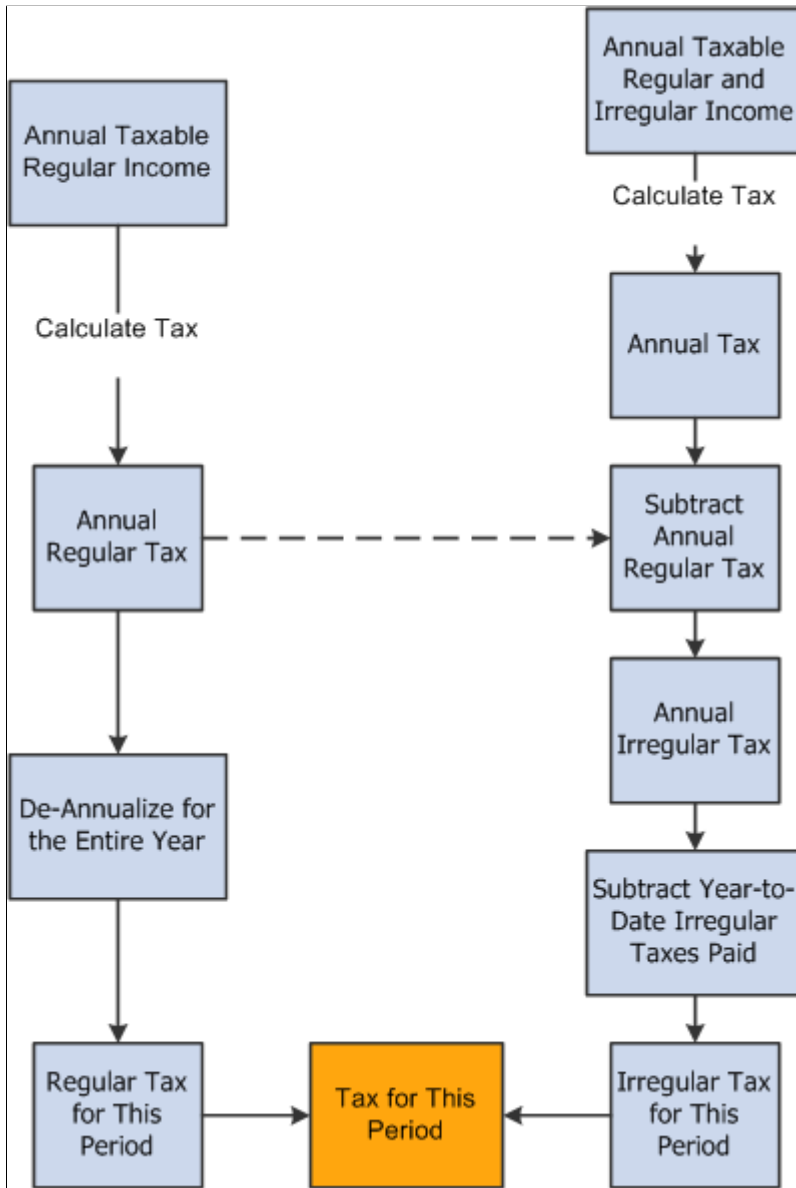 Annual Taxable
Regular Income
Calculate Tax
Annual
Regular Tax
De-Annualize for
the Entire Year
Regular Tax
for This
Period
Annual Taxable
Regular and
Irregular Income
Calculate Tax
Annual Tax
Subtract
Annual
Regular Tax
Annual
Irregular Tax
Subtract Year-to-
Date Irregular
Taxes Paid
Irregular Tax
for This
Period
Tax for This
Period